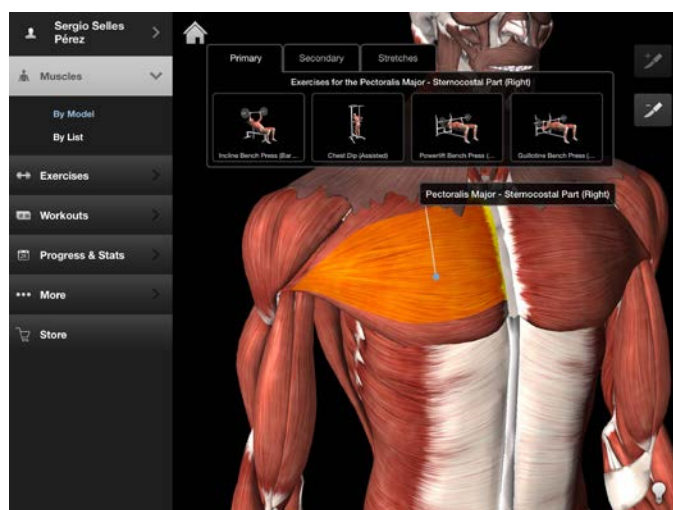 Sergio Selles
Pérez
Muscles
By Model
By List
Exercises
Workouts
Progress & Stats
More
Store
Primary
Secondary
Stretches
Exercises for the Pectoralis Major - Sternocostal Part (Right)
Incline Bench Press (Bar...
Chest Dip (Assisted)
Powerlift Bench Press (...
Guillotine Bench Press (...
Pectoralis Major - Sternocostal Part (Right)